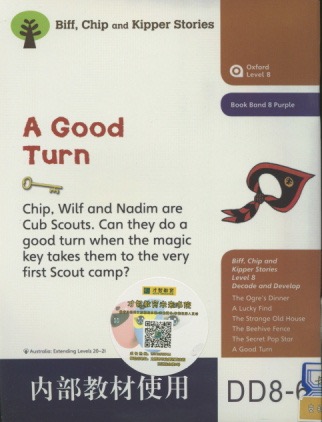 Biff, Chip and Kipper Stories
Oxford
Level 8
Book Band 8 Purple
A Good
Turn
Chip, Wilf and Nadim are
Cub Scouts. Can they do a
good turn when the magic
key takes them to the very
first Scout camp?
Biff, Chip and
Kipper Stories
Level 8
Decode and Develop
The Ogre's Dinner
A Lucky Find
The Strange Old House
The Beehive Fence
The Secret Pop Star
A Good Turn
Australia: Extending Levels 20-21
内部教材使用
DD8-6